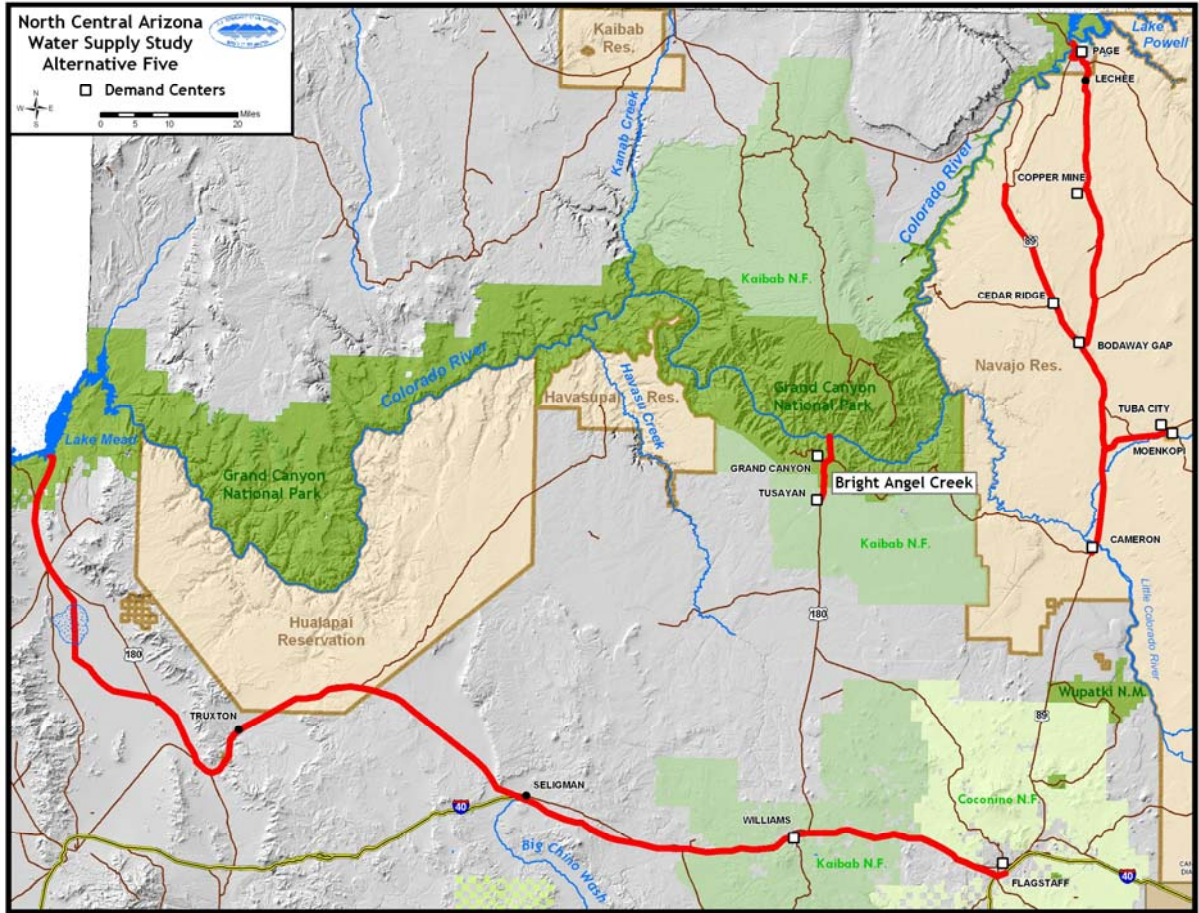 North Central Arizona
Water Supply Study
Alternative Five
Demand Centers
N
W
E
S
0 5 10 20
Miles
Kaibab
Res.
Lake
Powell
PAGE
LECHEE
Kanab Creek
Colorado River
COPPER MINE
89
Kaibab N.F.
CEDAR RIDGE
BODAWAY GAP
Navajo Res.
Colorado River
Havasupai Res.
Havasu Creek
Grand Canyon
National Park
TUBA CITY
MOENKOPI
Lake Mead
Grand Canyon
National Park
GRAND CANYON
Bright Angel Creek
TUSAYAN
Kaibab N.F.
CAMERON
Little Colorado River
Hualapai
Reservation
180
180
Wupatki N.M.
TRUXTON
89
SELIGMAN
40
Coconino N.F.
WILLIAMS
Big Chino Wash
Kaibab N.F.
FLAGSTAFF
40